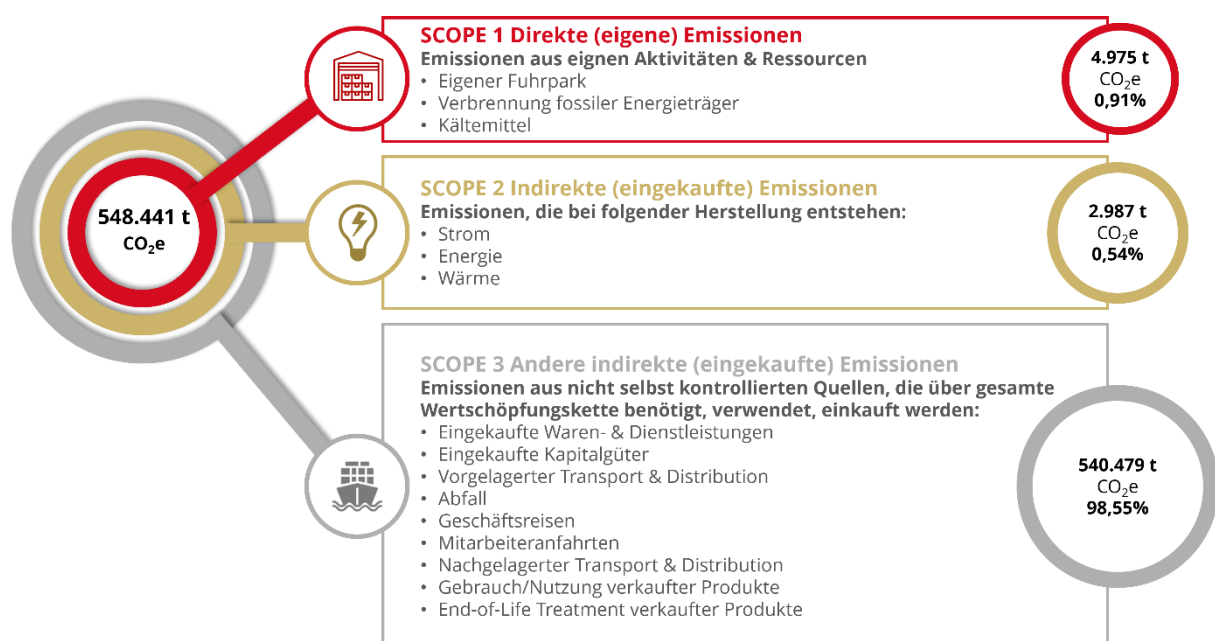 548.441 t
CO₂e
SCOPE 1 Direkte (eigene) Emissionen
Emissionen aus eignen Aktivitäten & Ressourcen
• Eigener Fuhrpark
• Verbrennung fossiler Energieträger
• Kältemittel
4.975 t
CO₂e
0,91%
SCOPE 2 Indirekte (eingekaufte) Emissionen
Emissionen, die bei folgender Herstellung entstehen:
• Strom
• Energie
• Wärme
2.987 t
CO₂e
0,54%
SCOPE 3 Andere indirekte (eingekaufte) Emissionen
Emissionen aus nicht selbst kontrollierten Quellen, die über gesamte
Wertschöpfungskette benötigt, verwendet, einkauft werden:
• Eingekaufte Waren- & Dienstleistungen
• Eingekaufte Kapitalgüter
• Vorgelagerter Transport & Distribution
• Abfall
• Geschäftsreisen
• Mitarbeiteranfahrten
• Nachgelagerter Transport & Distribution
• Gebrauch/Nutzung verkaufter Produkte
• End-of-Life Treatment verkaufter Produkte
540.479 t
CO₂e
98,55%